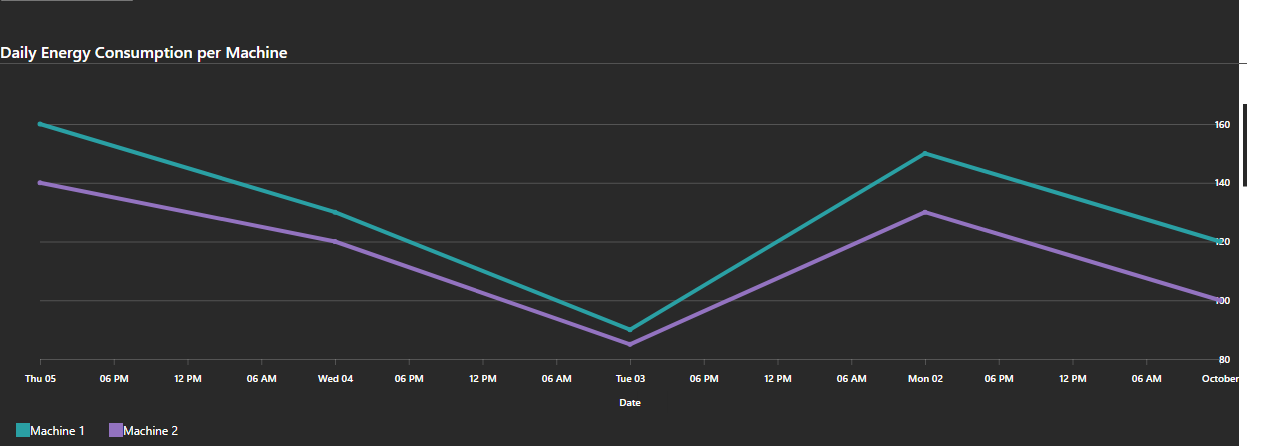 Daily Energy Consumption per Machine
160
140
120
100
80
Thu 05 06 PM 12 PM 06 AM Wed 04 06 PM 12 PM 06 AM Tue 03 06 PM 12 PM 06 AM Mon 02 06 PM 12 PM 06 AM October
Date
Machine 1 Machine 2